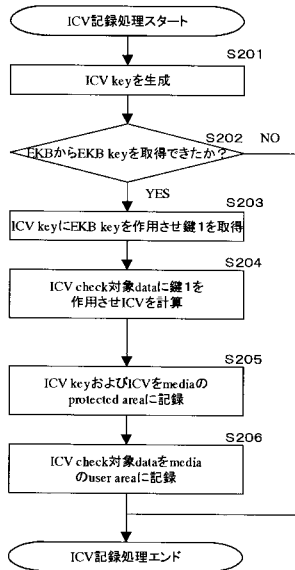 ICV記録処理スタート
S201
ICV keyを生成
S202
NO
EKBからEKB keyを取得できたか？
YES
S203
ICV keyにEKB keyを作用させ鍵1を取得
S204
ICV check対象dataに鍵1を
作用させICVを計算
S205
ICV keyおよびICVをmediaの
protected areaに記録
S206
ICV check対象dataをmedia
のuser areaに記録
ICV記録処理エンド